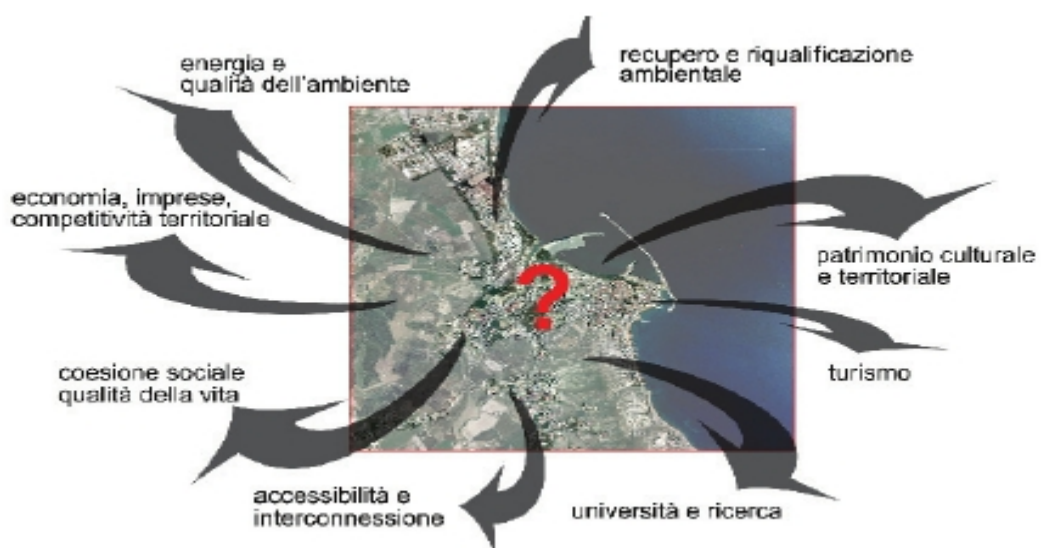 recupero e riqualificazione
ambientale
energia e
qualità dell'ambiente
economia, imprese,
competitività territoriale
patrimonio culturale
e territoriale
?
coesione sociale
qualità della vita
turismo
accessibilità e
interconnessione
università e ricerca